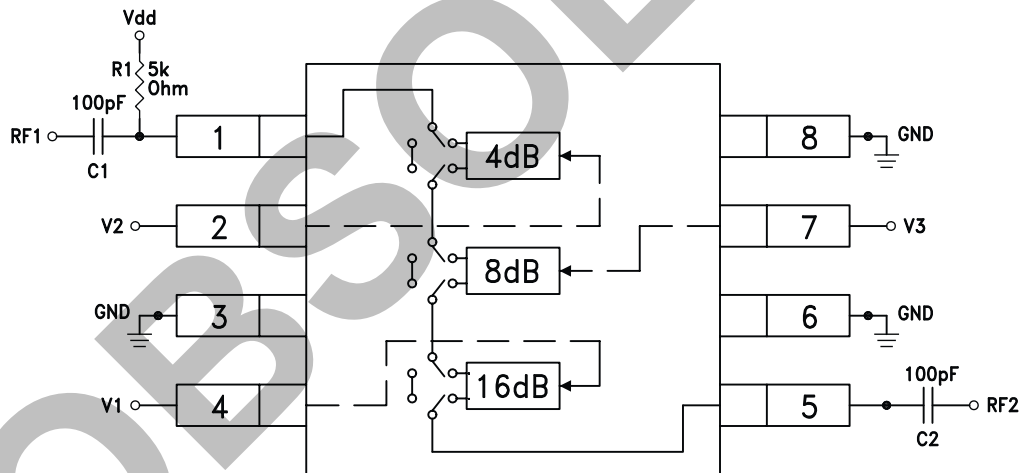 Vdd
R1 5k
Ohm
100pF
RF1
C1
1
V2
2
GND
3
V1
4
4dB
8dB
16dB
8
GND
7
V3
6
GND
5
100pF
RF2
C2